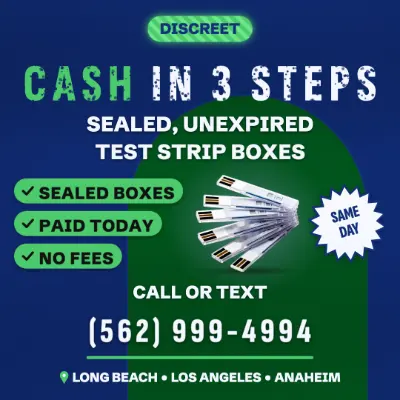 DISCREET
CASH IN 3 STEPS
SEALED, UNEXPIRED
TEST STRIP BOXES
✓ SEALED BOXES
✓ PAID TODAY
✓ NO FEES
SAME
DAY
CALL OR TEXT
(562) 999-4994
LONG BEACH • LOS ANGELES • ANAHEIM